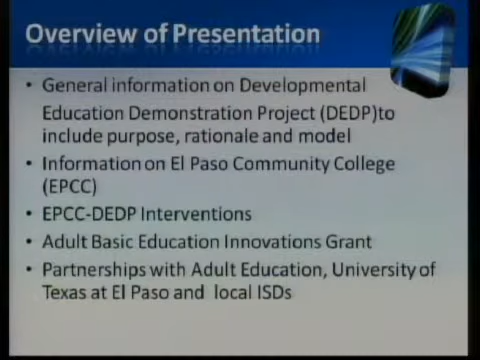 Overview of Presentation
• General information on Developmental
Education Demonstration Project (DEDP)to
include purpose, rationale and model
• Information on El Paso Community College
(EPCC)
• EPCC-DEDP Interventions
• Adult Basic Education Innovations Grant
• Partnerships with Adult Education, University of
Texas at El Paso and local ISDs